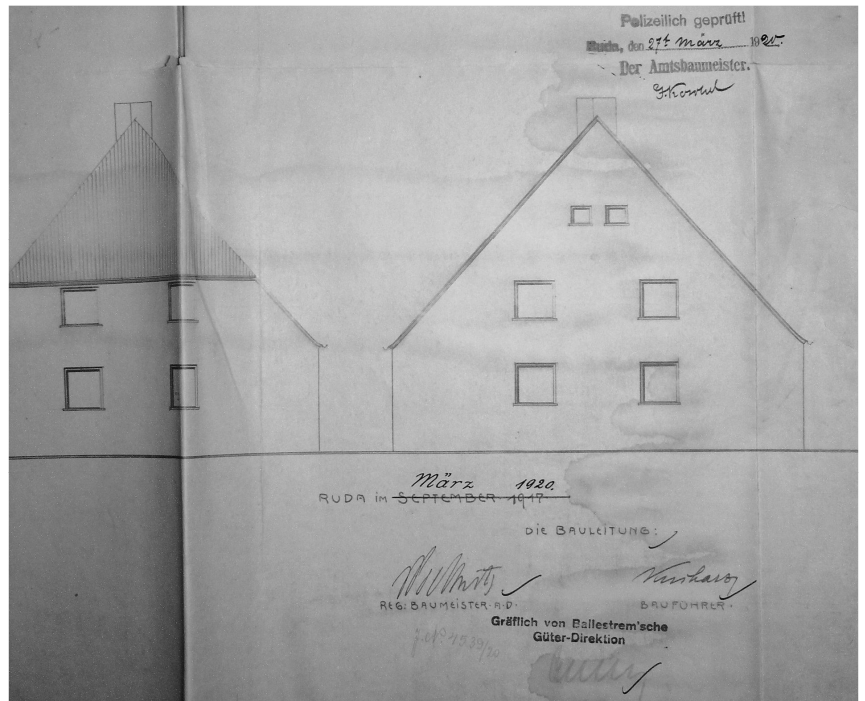 Polizeilich geprüft!
Ruda, den 27t März 1920.
Der Amtsbaumeister.
März 1920.
RUDA im SEPTEMBER 1917
DIE BAULEITUNG:
REG: BAUMEISTER A.D.
BAUFÜHRER.
Gräflich von Ballestrem'sche
Güter-Direktion